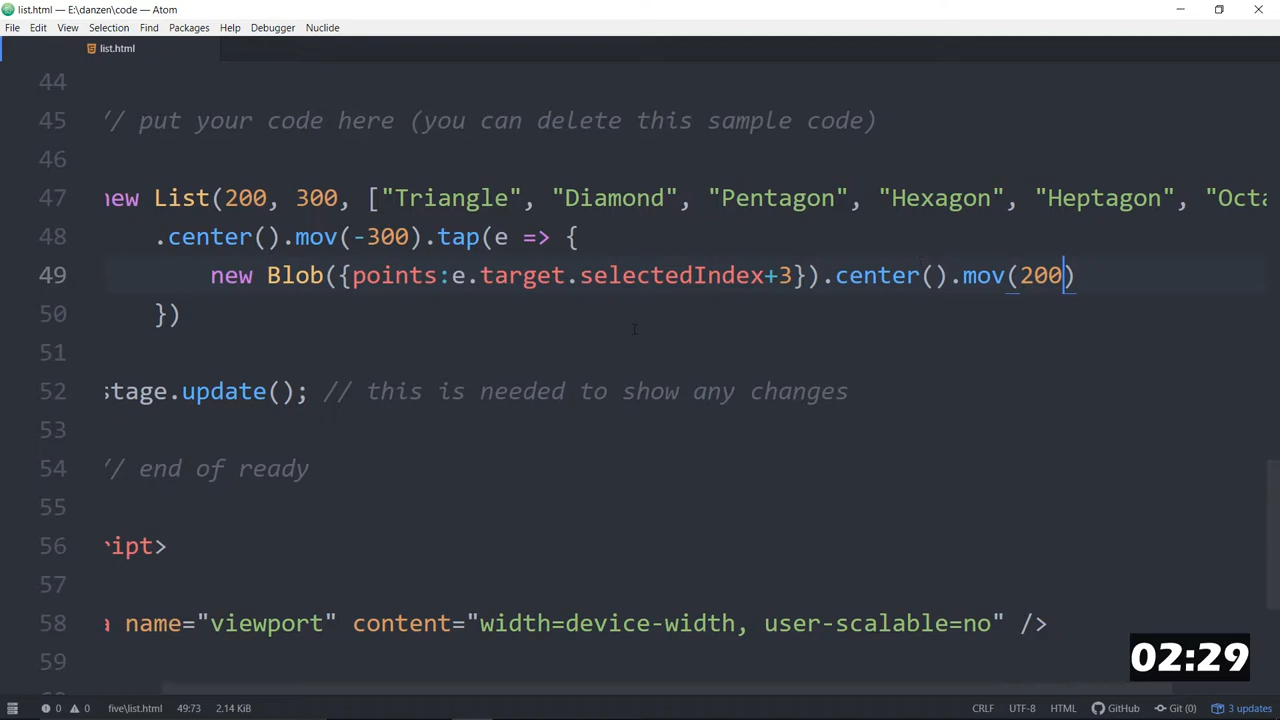 list.html — E:\danzen\code — Atom
File Edit View Selection Find Packages Help Debugger Nuclide
list.html
44
45 // put your code here (you can delete this sample code)
46
47 new List(200, 300, ["Triangle", "Diamond", "Pentagon", "Hexagon", "Heptagon", "Octa
48 .center().mov(-300).tap(e => {
49 new Blob({points:e.target.selectedIndex+3}).center().mov(200)
50 })
51
52 stage.update(); // this is needed to show any changes
53
54 // end of ready
55
56 ript>
57
58 a name="viewport" content="width=device-width, user-scalable=no" />
59
02:29
0 0 five\list.html 49:73 2.14 KiB CRLF UTF-8 HTML GitHub Git (0) 3 updates